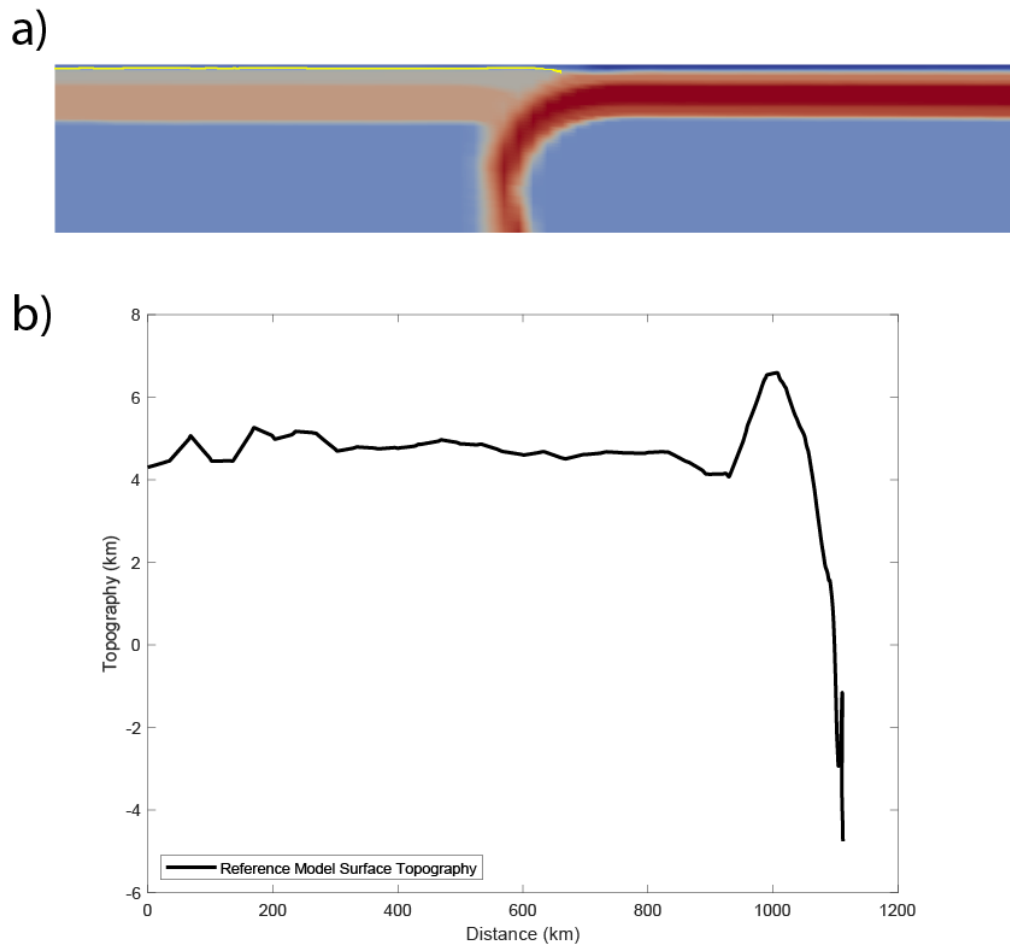 a)
b)
8
6
4
2
0
-2
-4
-6
Topography (km)
Reference Model Surface Topography
0 200 400 600 800 1000 1200
Distance (km)